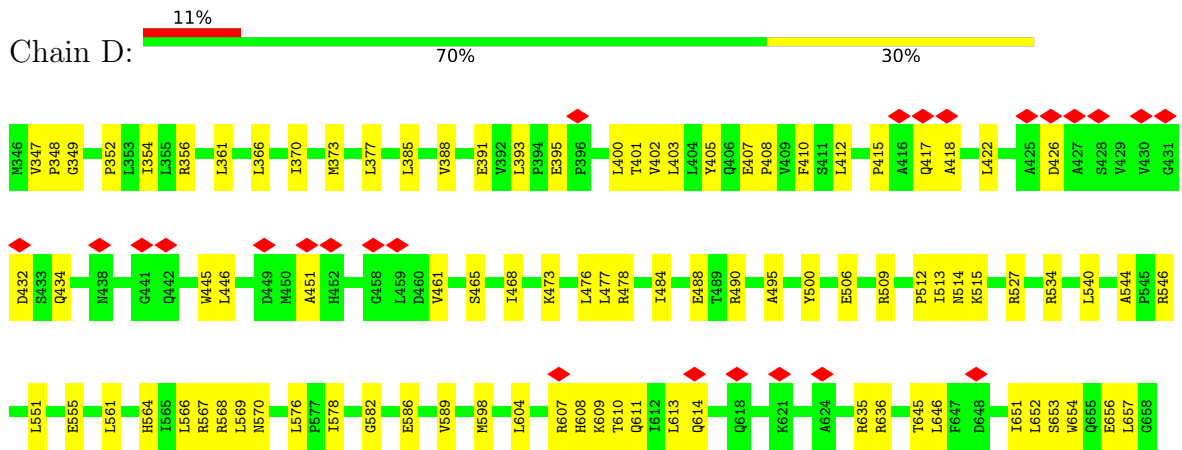 11%
Chain D:
70% 30%
M346 V347 P348 G349 P352 L353 I354 L355 R356 L361 L366 I370 M373 L377 L385 V388 E391 V392 L393 P394 E395 P396 L400 T401 V402 L403 L404 Y405 Q406 E407 P408 V409 F410 S411 L412 P415 A416 Q417 A418 L422 A425 D426 A427 S428 V429 V430 G431
D432 S433 Q434 N438 G441 Q442 W445 L446 D449 M450 A451 H452 G458 L459 D460 V461 S465 I468 K473 L476 L477 R478 I484 E488 T489 R490 A495 Y500 E506 R509 P512 I513 N514 K515 R527 R534 L540 A544 P545 R546
L551 E555 L561 H564 I565 L566 R567 R568 L569 N570 L576 P577 I578 G582 E586 V589 M598 L604 R607 H608 K609 T610 Q611 I612 L613 Q614 Q618 K621 A624 R635 R636 T645 L646 F647 D648 I651 L652 S653 W654 Q655 E656 L657 G658